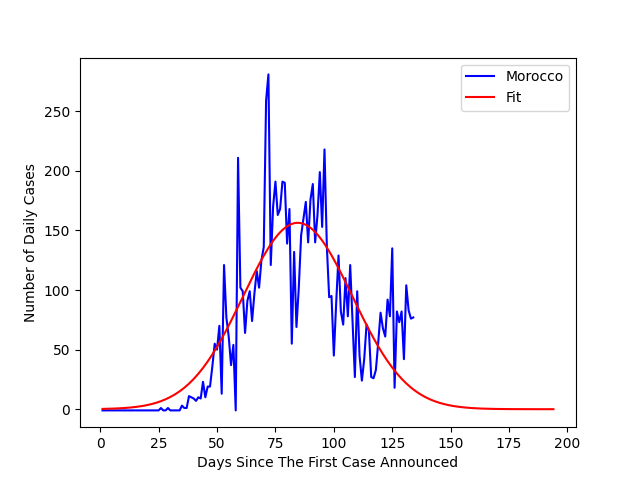 Morocco
Fit
Number of Daily Cases
250
200
150
100
50
0
0 25 50 75 100 125 150 175 200
Days Since The First Case Announced